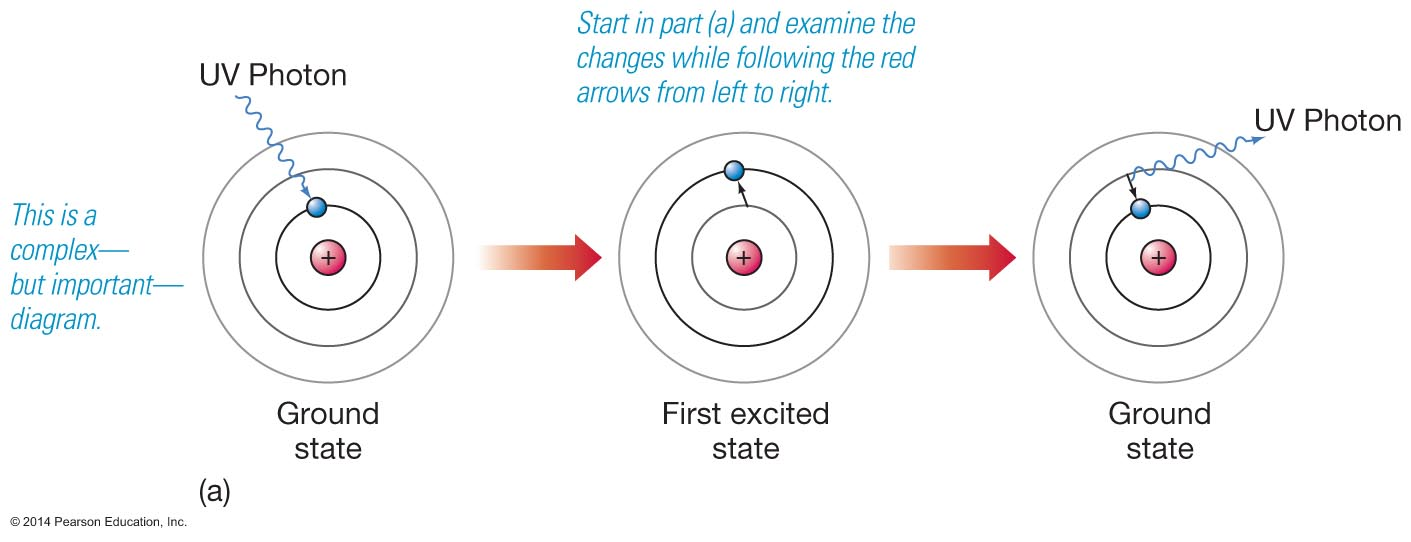 Start in part (a) and examine the
changes while following the red
arrows from left to right.
UV Photon
UV Photon
This is a
complex—
but important—
diagram.
+
+
+
Ground
state
First excited
state
Ground
state
(a)
© 2014 Pearson Education, Inc.